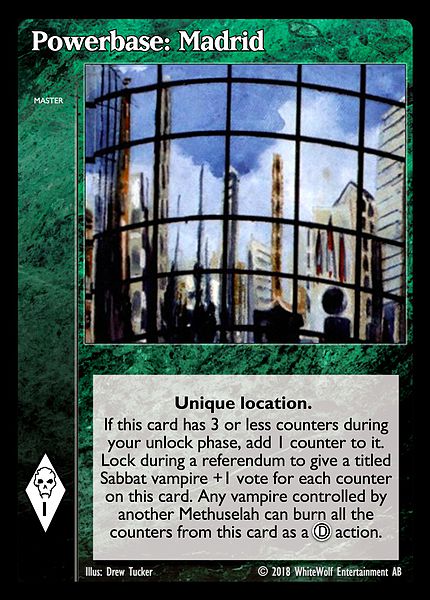 Powerbase: Madrid
MASTER
Unique location.
If this card has 3 or less counters during
your unlock phase, add 1 counter to it.
Lock during a referendum to give a titled
Sabbat vampire +1 vote for each counter
on this card. Any vampire controlled by
another Methuselah can burn all the
counters from this card as a Ⓓ action.
I
Illus: Drew Tucker © 2018 WhiteWolf Entertainment AB